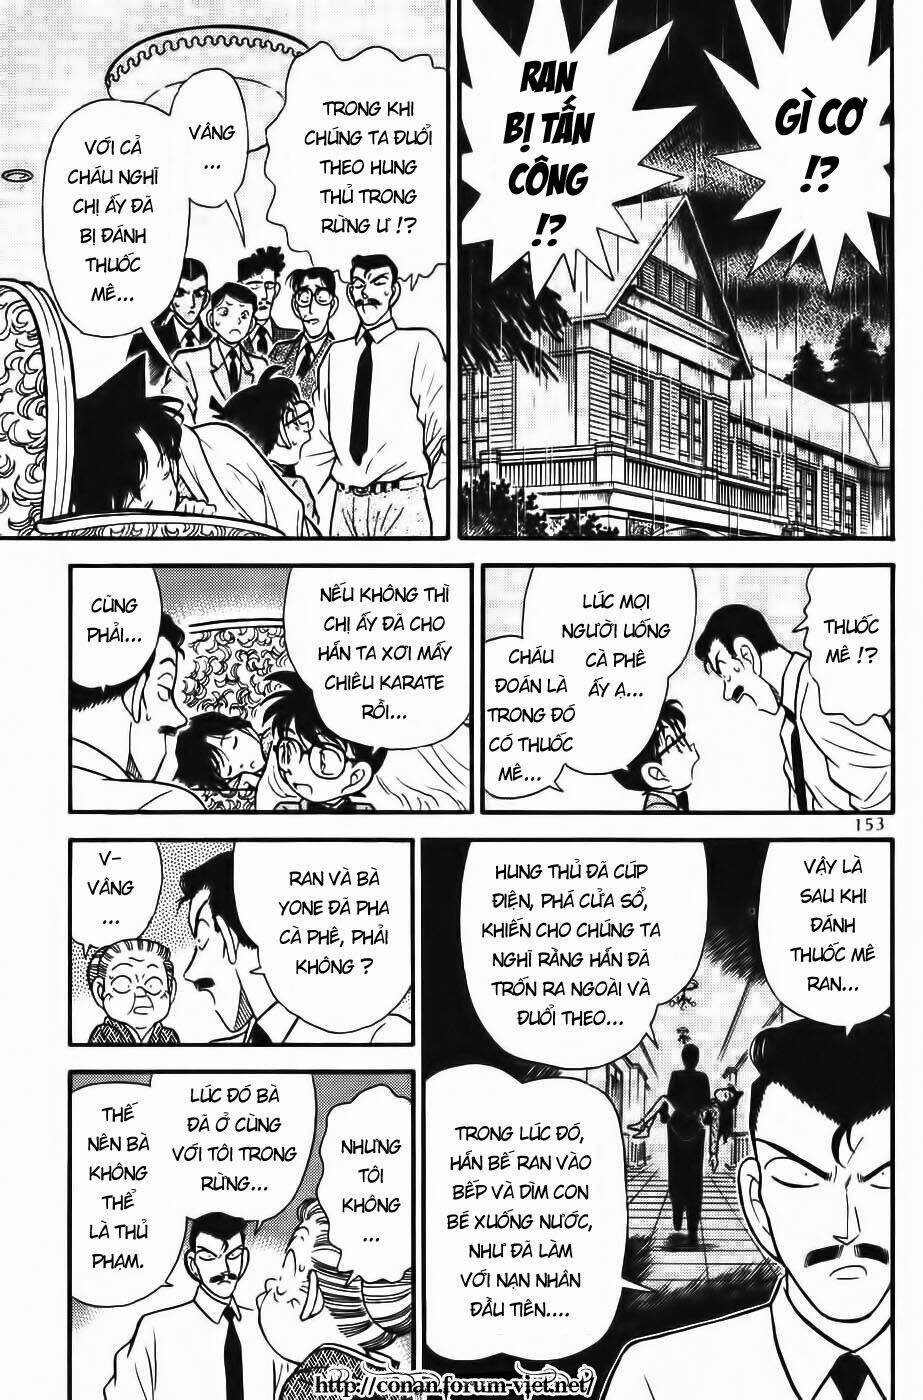 GÌ CƠ
!?
RAN
BỊ TẤN
CÔNG
!?
TRONG KHI
CHÚNG TA ĐUỔI
THEO HUNG
THỦ TRONG
RỪNG Ư !?
VÂNG
...
VỚI CẢ
CHÁU NGHĨ
CHỊ ẤY ĐÃ
BỊ ĐÁNH
THUỐC
MÊ...
THUỐC
MÊ !?
LÚC MỌI
NGƯỜI UỐNG
CÀ PHÊ
ẤY Ạ...
CHÁU
ĐOÁN LÀ
TRONG ĐÓ
CÓ THUỐC
MÊ...
NẾU KHÔNG THÌ
CHỊ ẤY ĐÃ CHO
HẮN TA XƠI MẤY
CHIÊU KARATE
RỒI...
CŨNG
PHẢI...
153
VẬY LÀ
SAU KHI
ĐÁNH
THUỐC MÊ
RAN...
HUNG THỦ ĐÃ CÚP
ĐIỆN, PHÁ CỬA SỔ,
KHIẾN CHO CHÚNG TA
NGHĨ RẰNG HẮN ĐÃ
TRỐN RA NGOÀI VÀ
ĐUỔI THEO...
TRONG LÚC ĐÓ,
HẮN BẾ RAN VÀO
BẾP VÀ DÌM CON
BÉ XUỐNG NƯỚC,
NHƯ ĐÃ LÀM
VỚI NẠN NHÂN
ĐẦU TIÊN....
RAN VÀ BÀ
YONE ĐÃ PHA
CÀ PHÊ, PHẢI
KHÔNG ?
V-
VÂNG
...
NHƯNG
TÔI
KHÔNG
...
LÚC ĐÓ BÀ
ĐÃ Ở CÙNG
VỚI TÔI TRONG
RỪNG...
THẾ
NÊN BÀ
KHÔNG
THỂ
LÀ THỦ
PHẠM.
http://conan.forum-viet.net/